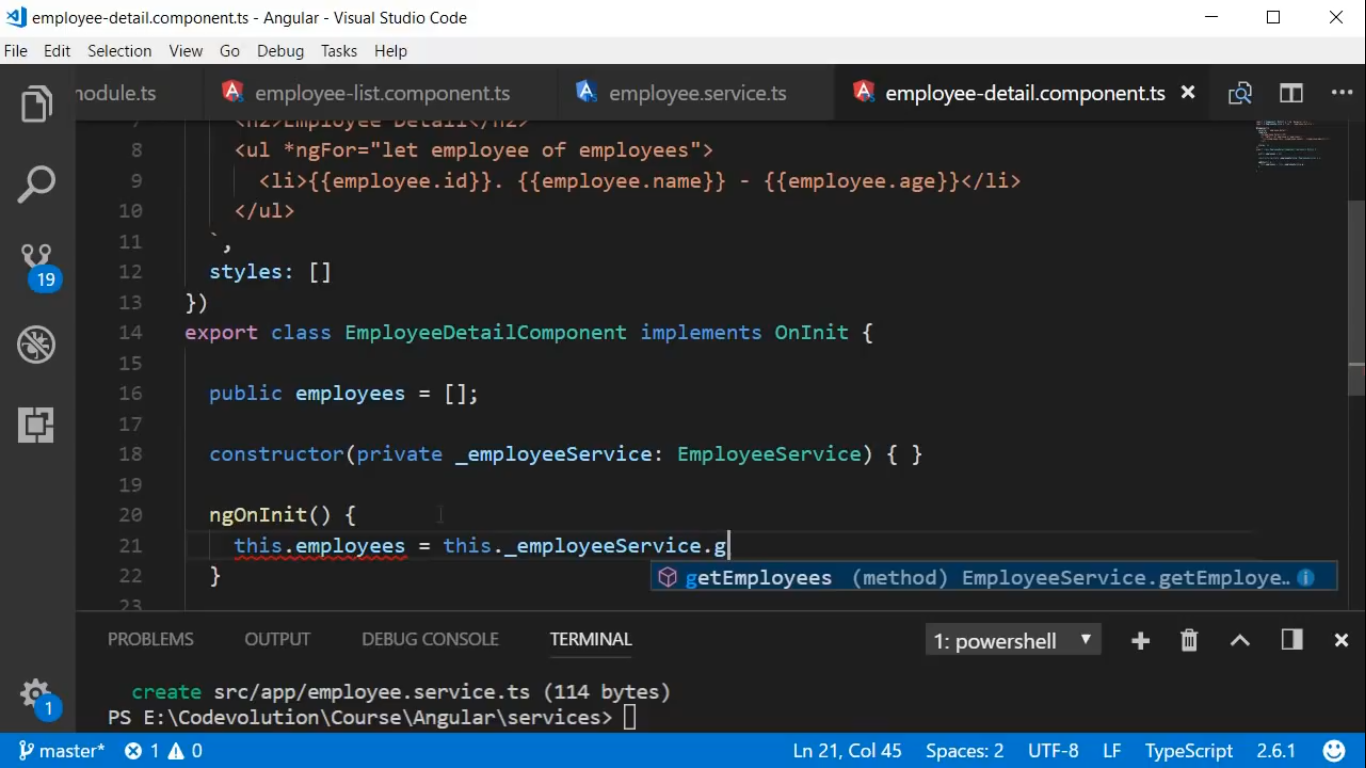 employee-detail.component.ts - Angular - Visual Studio Code
File Edit Selection View Go Debug Tasks Help
module.ts employee-list.component.ts employee.service.ts employee-detail.component.ts
7 <h2>Employee Detail</h2>
8 <ul *ngFor="let employee of employees">
9 <li>{{employee.id}}. {{employee.name}} - {{employee.age}}</li>
10 </ul>
11 `,
12 styles: []
13 })
14 export class EmployeeDetailComponent implements OnInit {
15
16 public employees = [];
17
18 constructor(private _employeeService: EmployeeService) { }
19
20 ngOnInit() {
21 this.employees = this._employeeService.g
22 }
getEmployees (method) EmployeeService.getEmploye…
23
19
1
PROBLEMS OUTPUT DEBUG CONSOLE TERMINAL 1: powershell
create src/app/employee.service.ts (114 bytes)
PS E:\Codevolution\Course\Angular\services>
master* 1 0 Ln 21, Col 45 Spaces: 2 UTF-8 LF TypeScript 2.6.1